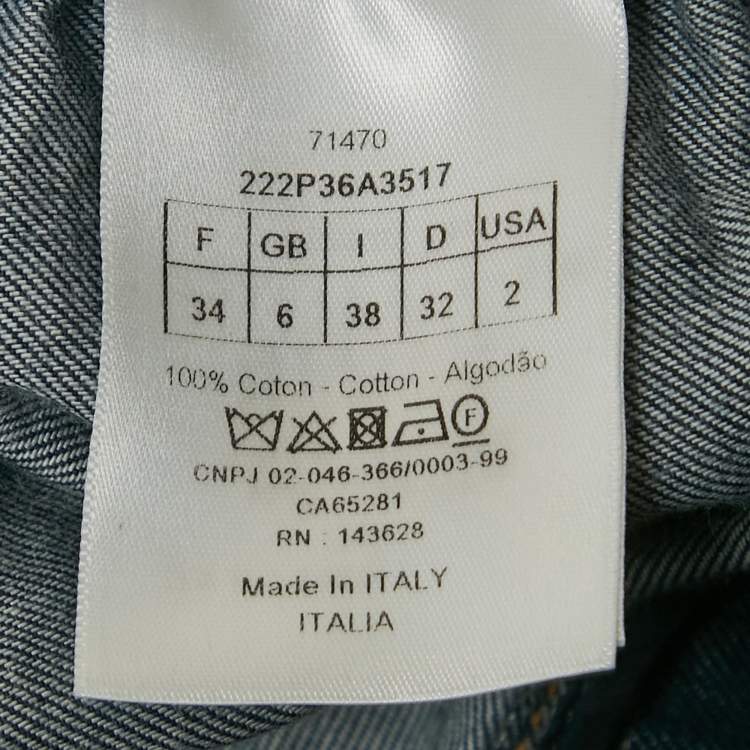 71470
222P36A3517
F GB I D USA
34 6 38 32 2
100% Coton - Cotton - Algodão
F
CNPJ 02-046-366/0003-99
CA65281
RN : 143628
Made In ITALY
ITALIA